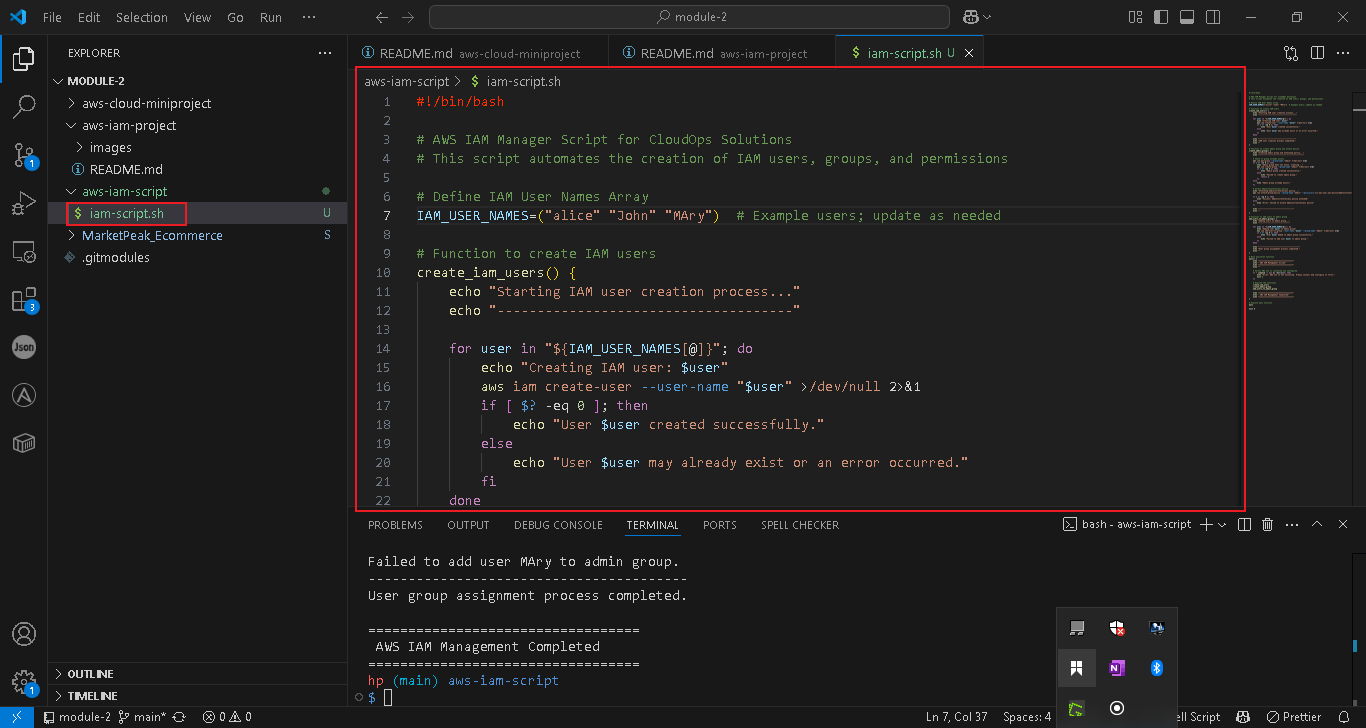 File Edit Selection View Go Run ···
module-2
EXPLORER
MODULE-2
aws-cloud-miniproject
aws-iam-project
images
README.md
aws-iam-script
iam-script.sh U
MarketPeak_Ecommerce S
.gitmodules
OUTLINE
TIMELINE
1
3
Json
1
README.md aws-cloud-miniproject
README.md aws-iam-project
$ iam-script.sh U
aws-iam-script > $ iam-script.sh
1 #!/bin/bash
2
3 # AWS IAM Manager Script for CloudOps Solutions
4 # This script automates the creation of IAM users, groups, and permissions
5
6 # Define IAM User Names Array
7 IAM_USER_NAMES=("alice" "John" "MAry") # Example users; update as needed
8
9 # Function to create IAM users
10 create_iam_users() {
11 echo "Starting IAM user creation process..."
12 echo "-------------------------------------"
13
14 for user in "${IAM_USER_NAMES[@]}"; do
15 echo "Creating IAM user: $user"
16 aws iam create-user --user-name "$user" >/dev/null 2>&1
17 if [ $? -eq 0 ]; then
18 echo "User $user created successfully."
19 else
20 echo "User $user may already exist or an error occurred."
21 fi
22 done
PROBLEMS OUTPUT DEBUG CONSOLE TERMINAL PORTS SPELL CHECKER
bash - aws-iam-script
Failed to add user MAry to admin group.
----------------------------------------
User group assignment process completed.
==================================
AWS IAM Management Completed
==================================
hp (main) aws-iam-script
$
module-2 main* 0 0
Ln 7, Col 37 Spaces: 4
ell Script
Prettier